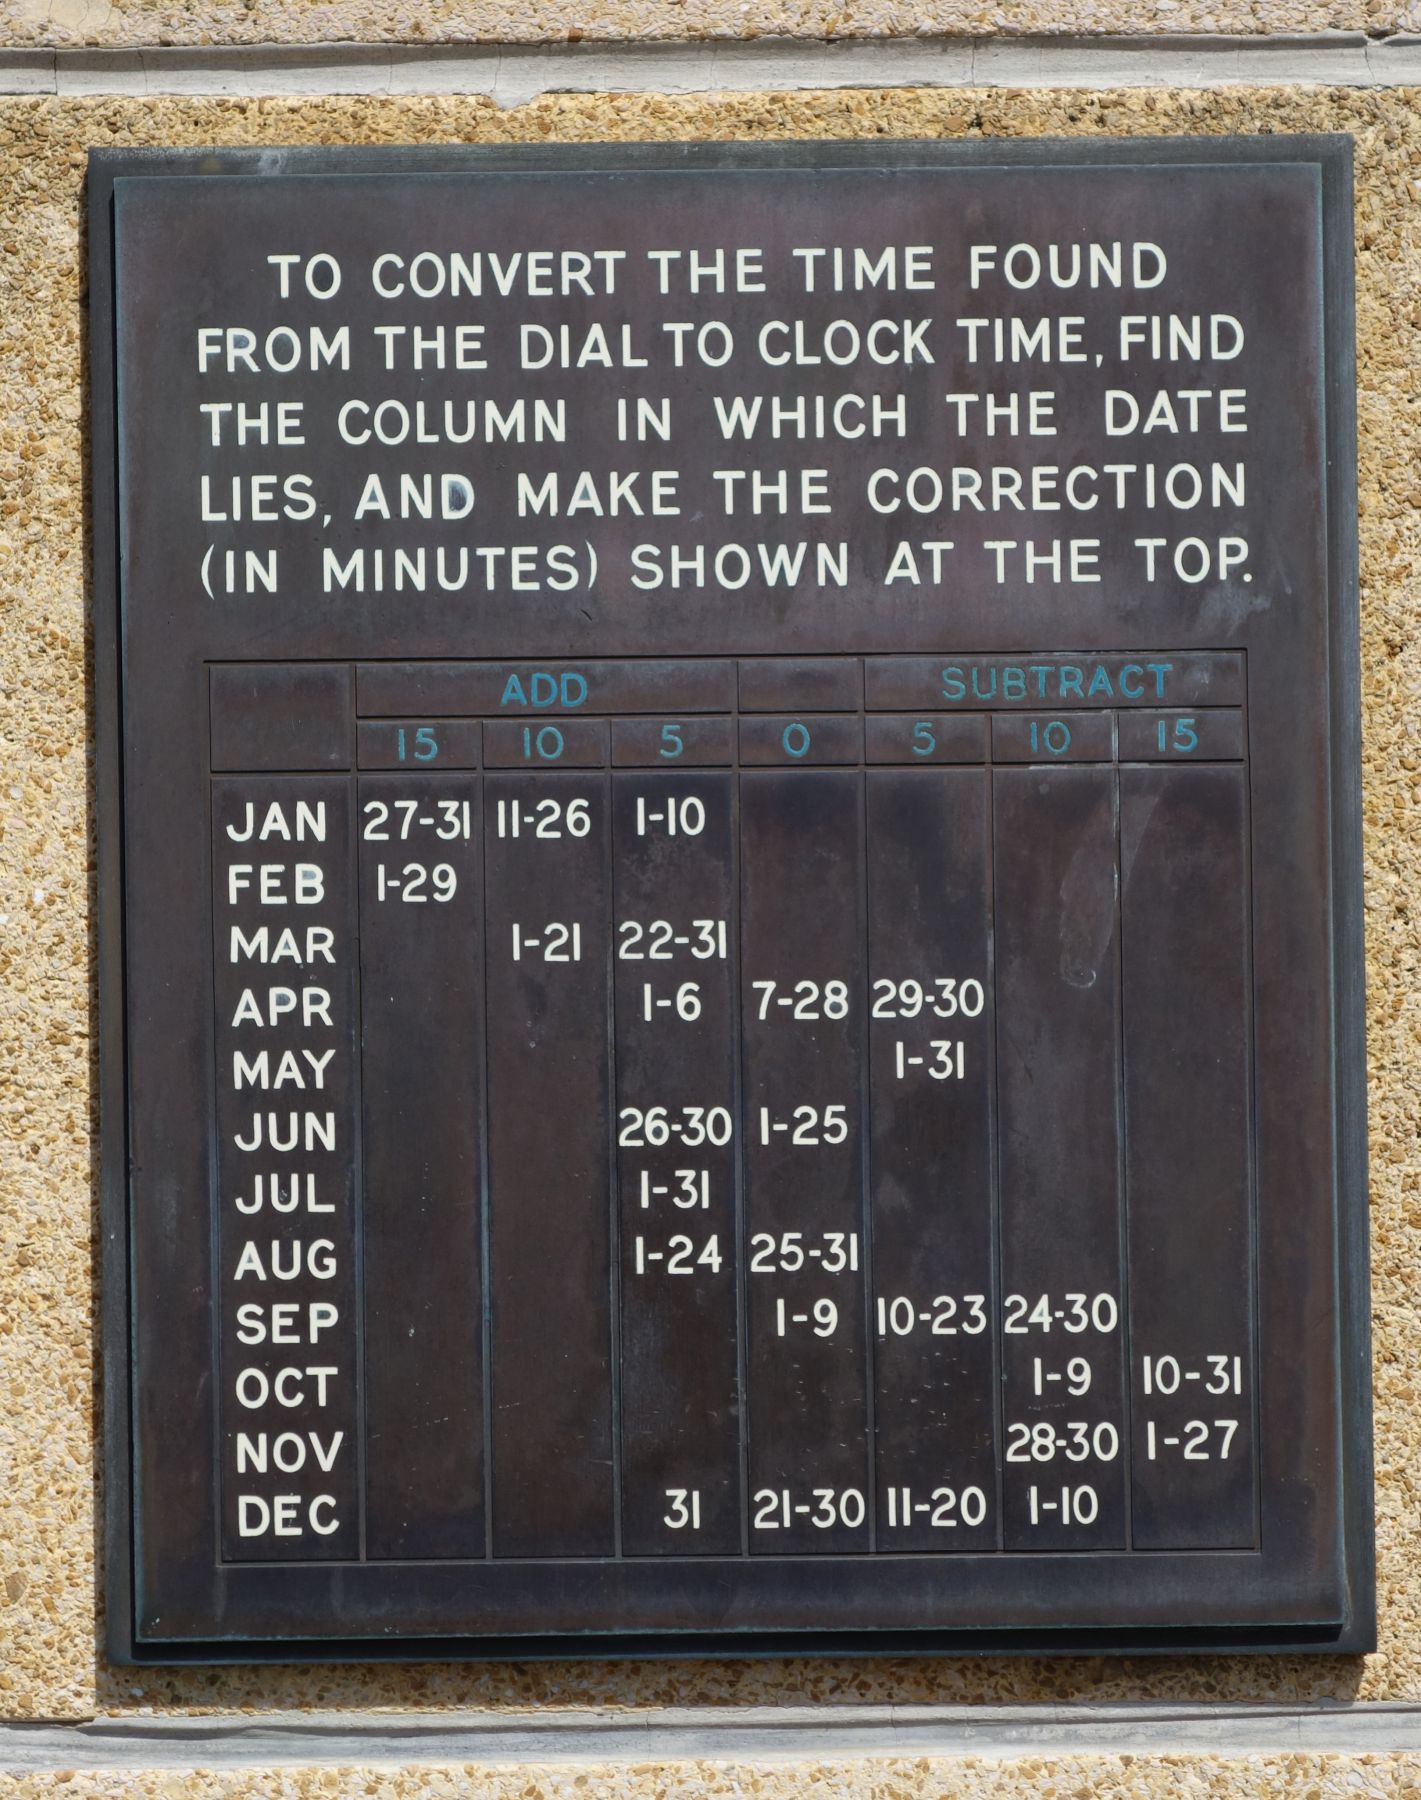 TO CONVERT THE TIME FOUND
FROM THE DIAL TO CLOCK TIME, FIND
THE COLUMN IN WHICH THE DATE
LIES, AND MAKE THE CORRECTION
(IN MINUTES) SHOWN AT THE TOP.
ADD SUBTRACT
15 10 5 0 5 10 15
JAN 27-31 11-26 1-10
FEB 1-29
MAR 1-21 22-31
APR 1-6 7-28 29-30
MAY 1-31
JUN 26-30 1-25
JUL 1-31
AUG 1-24 25-31
SEP 1-9 10-23 24-30
OCT 1-9 10-31
NOV 28-30 1-27
DEC 31 21-30 11-20 1-10